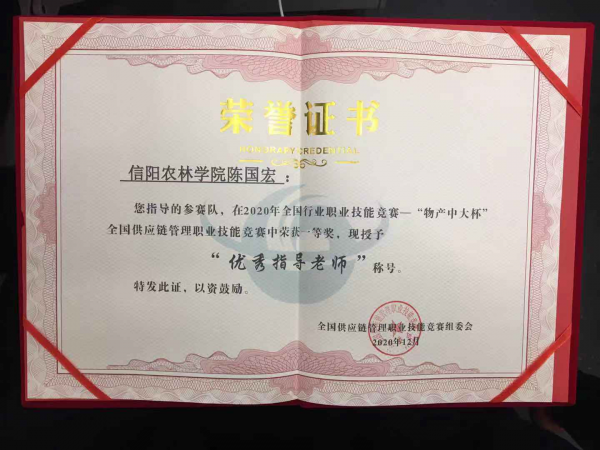 荣誉证书
HONORARY CREDENTIAL
信阳农林学院陈国宏：
您指导的参赛队，在2020年全国行业职业技能竞赛—“物产中大杯”
全国供应链管理职业技能竞赛中荣获一等奖，现授予
“优秀指导老师”称号。
特发此证，以资鼓励。
全国供应链管理职业技能竞赛组委会
2020年12月